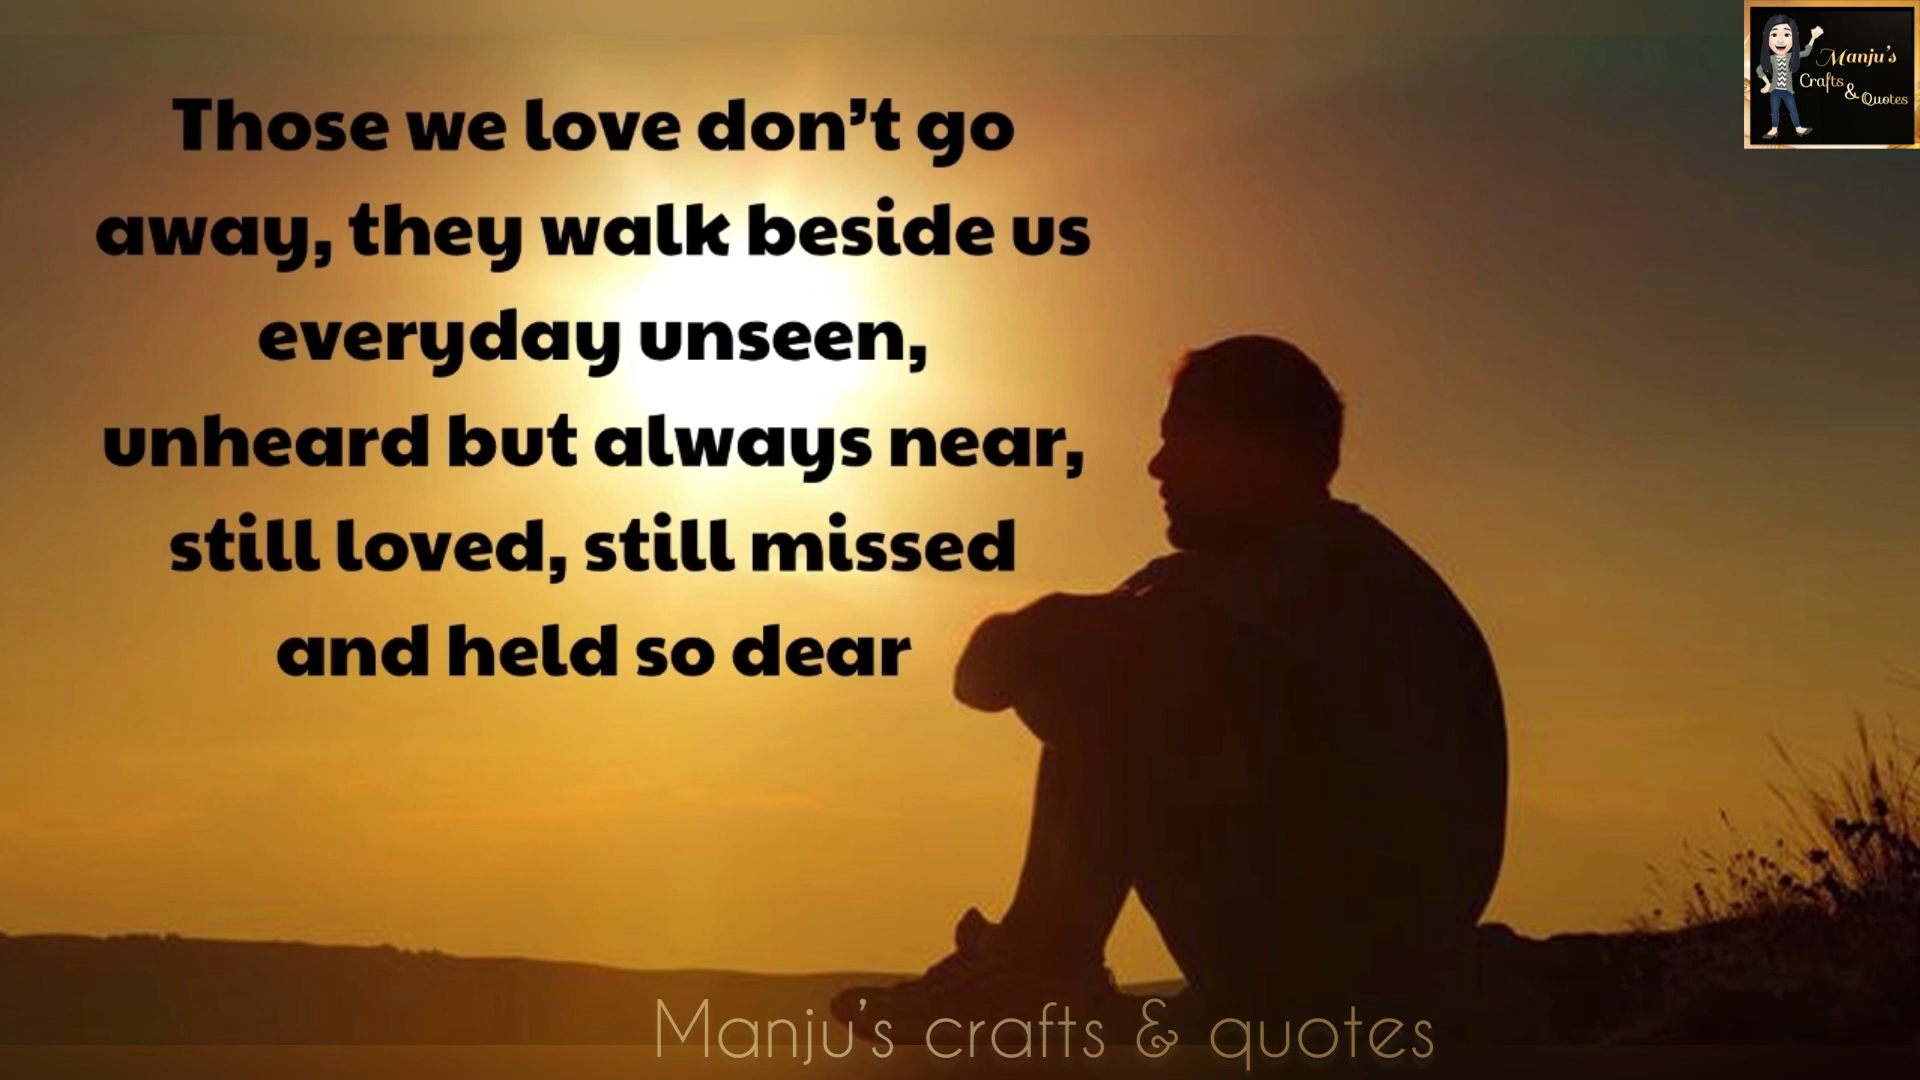 Those we love don’t go
away, they walk beside us
everyday unseen,
unheard but always near,
still loved, still missed
and held so dear
Manju's
Crafts
&
Quotes
Manju's crafts & quotes